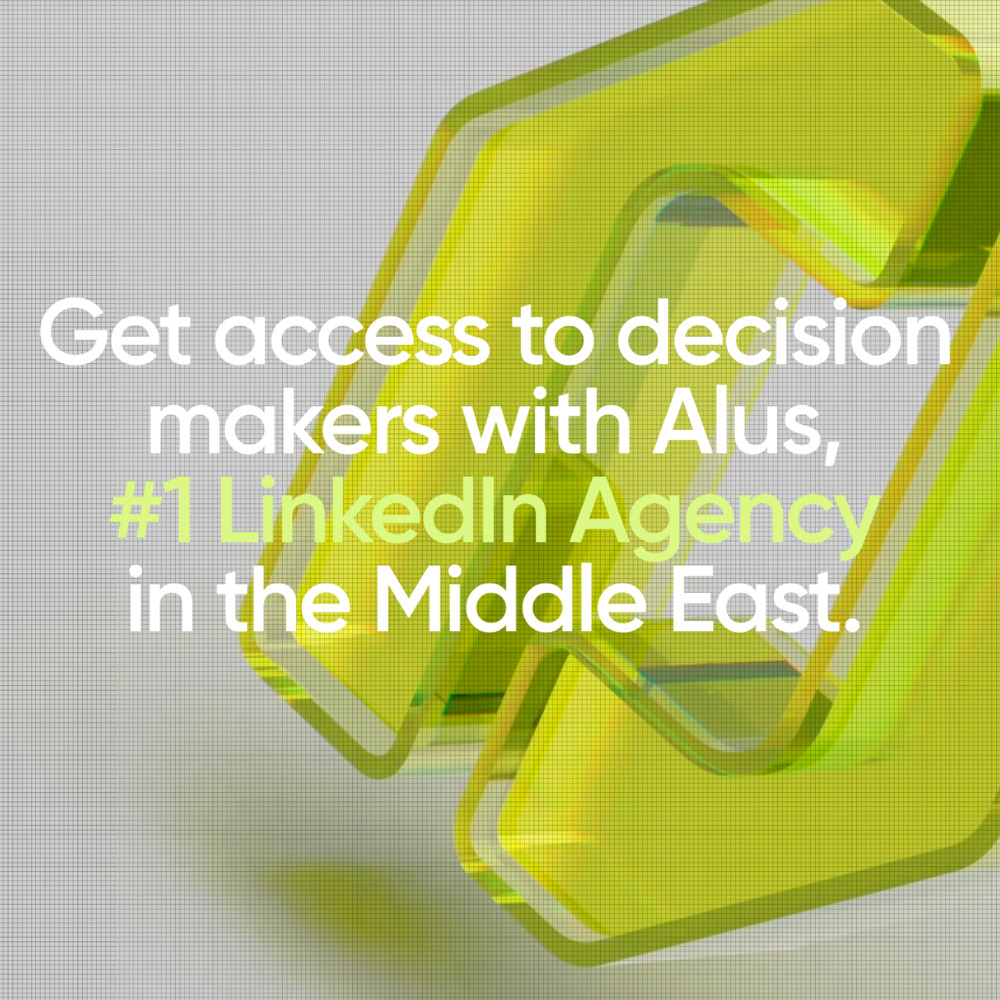 Get access to decision
makers with Alus,
#1 LinkedIn Agency
in the Middle East.